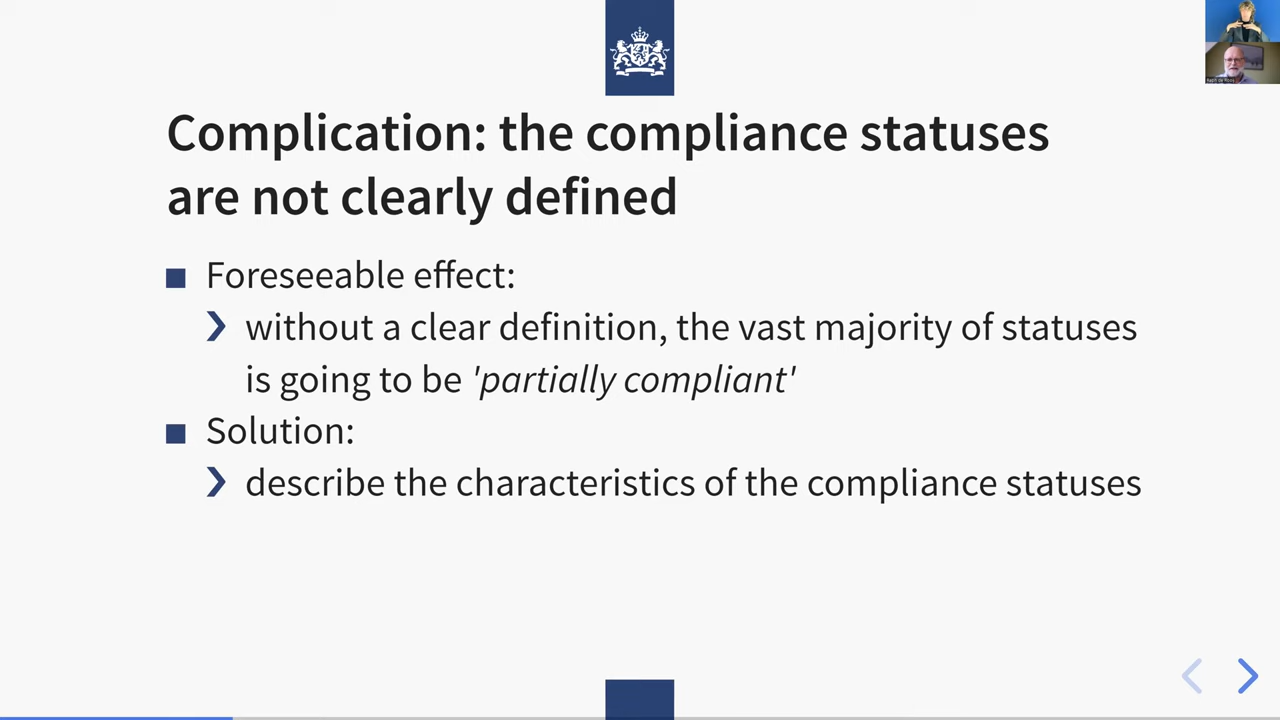 Complication: the compliance statuses
are not clearly defined
Foreseeable effect:
without a clear definition, the vast majority of statuses
is going to be 'partially compliant'
Solution:
describe the characteristics of the compliance statuses